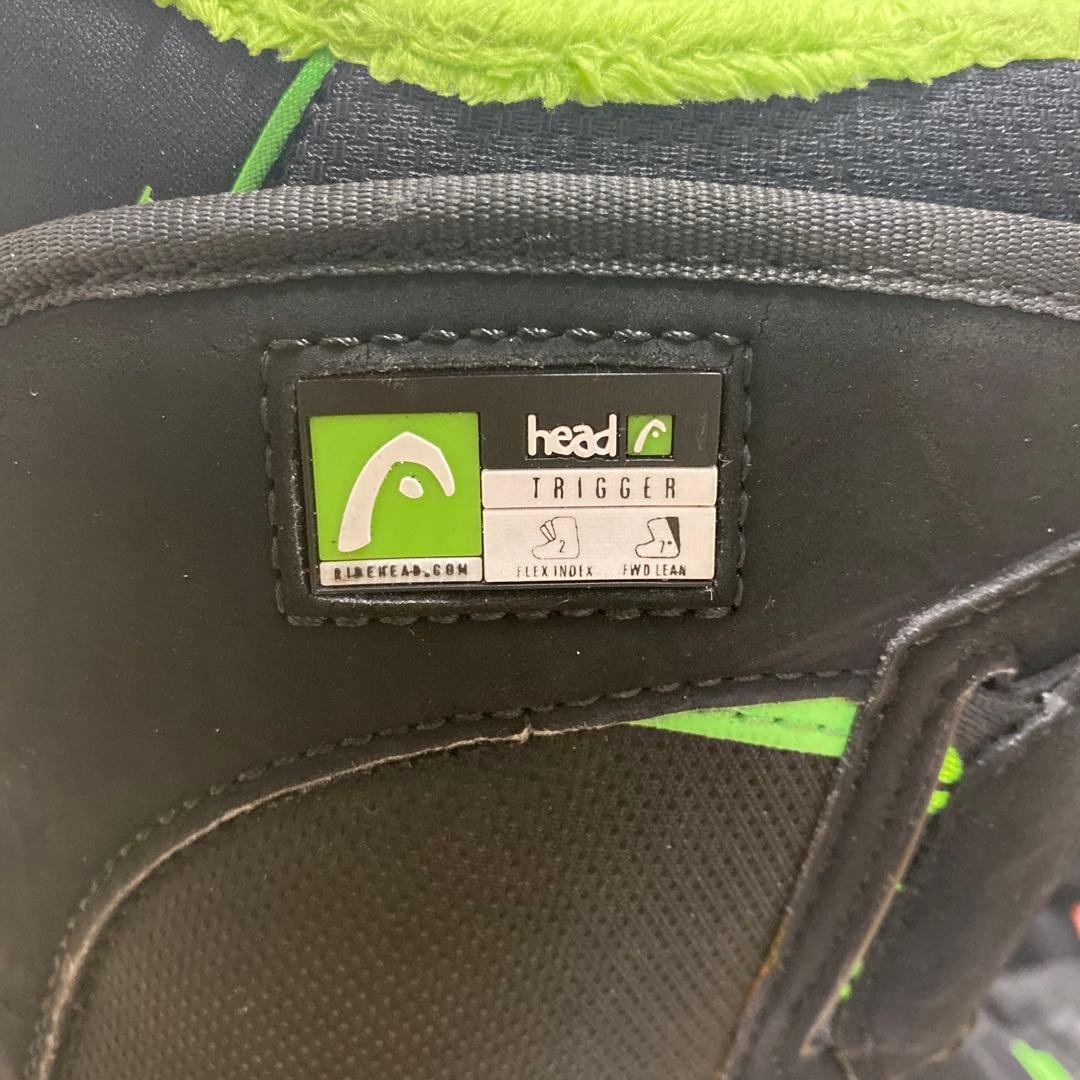 head
TRIGGER
2
7°
FLEX INDEX
FWD LEAN
RIDEHEAD.COM